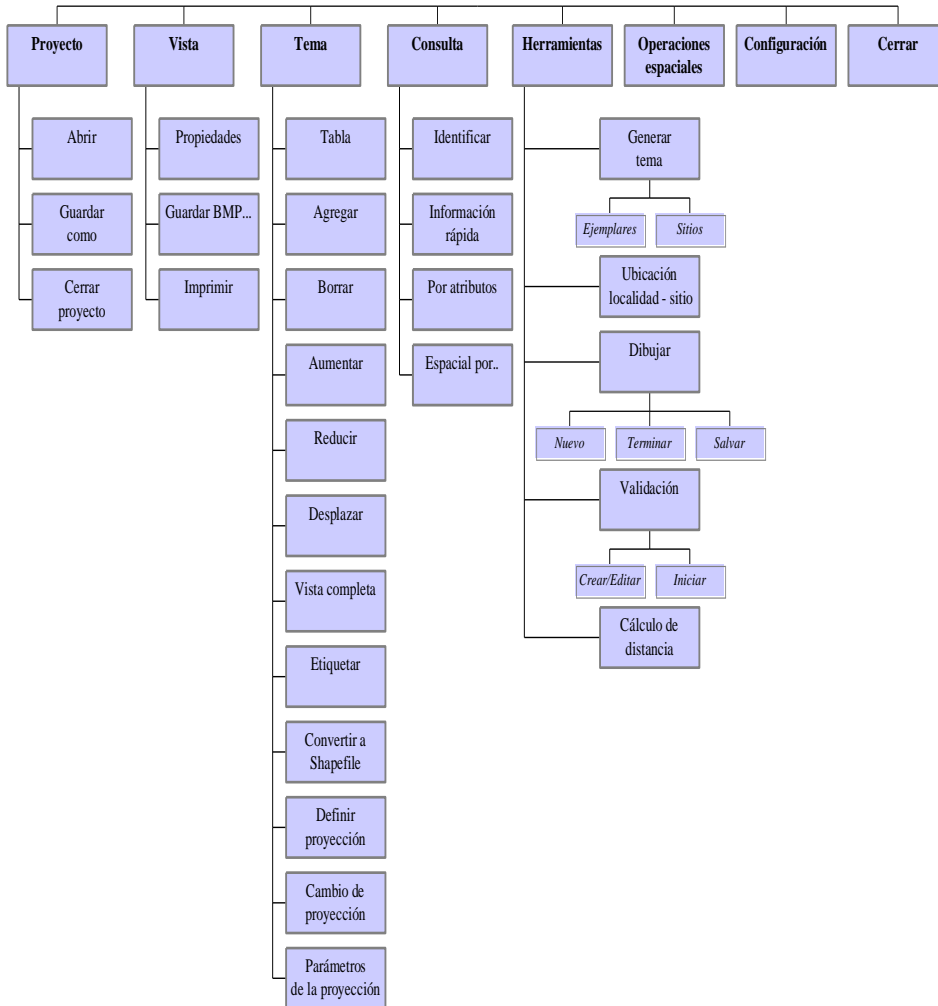 Proyecto
Vista
Tema
Consulta
Herramientas
Operaciones
espaciales
Configuración
Cerrar
Abrir
Guardar
como
Cerrar
proyecto
Propiedades
Guardar BMP...
Imprimir
Tabla
Agregar
Borrar
Aumentar
Reducir
Desplazar
Vista completa
Etiquetar
Convertir a
Shapefile
Definir
proyección
Cambio de
proyección
Parámetros
de la proyección
Identificar
Información
rápida
Por atributos
Espacial por..
Generar
tema
Ejemplares
Sitios
Ubicación
localidad - sitio
Dibujar
Nuevo
Terminar
Salvar
Validación
Crear/Editar
Iniciar
Cálculo de
distancia